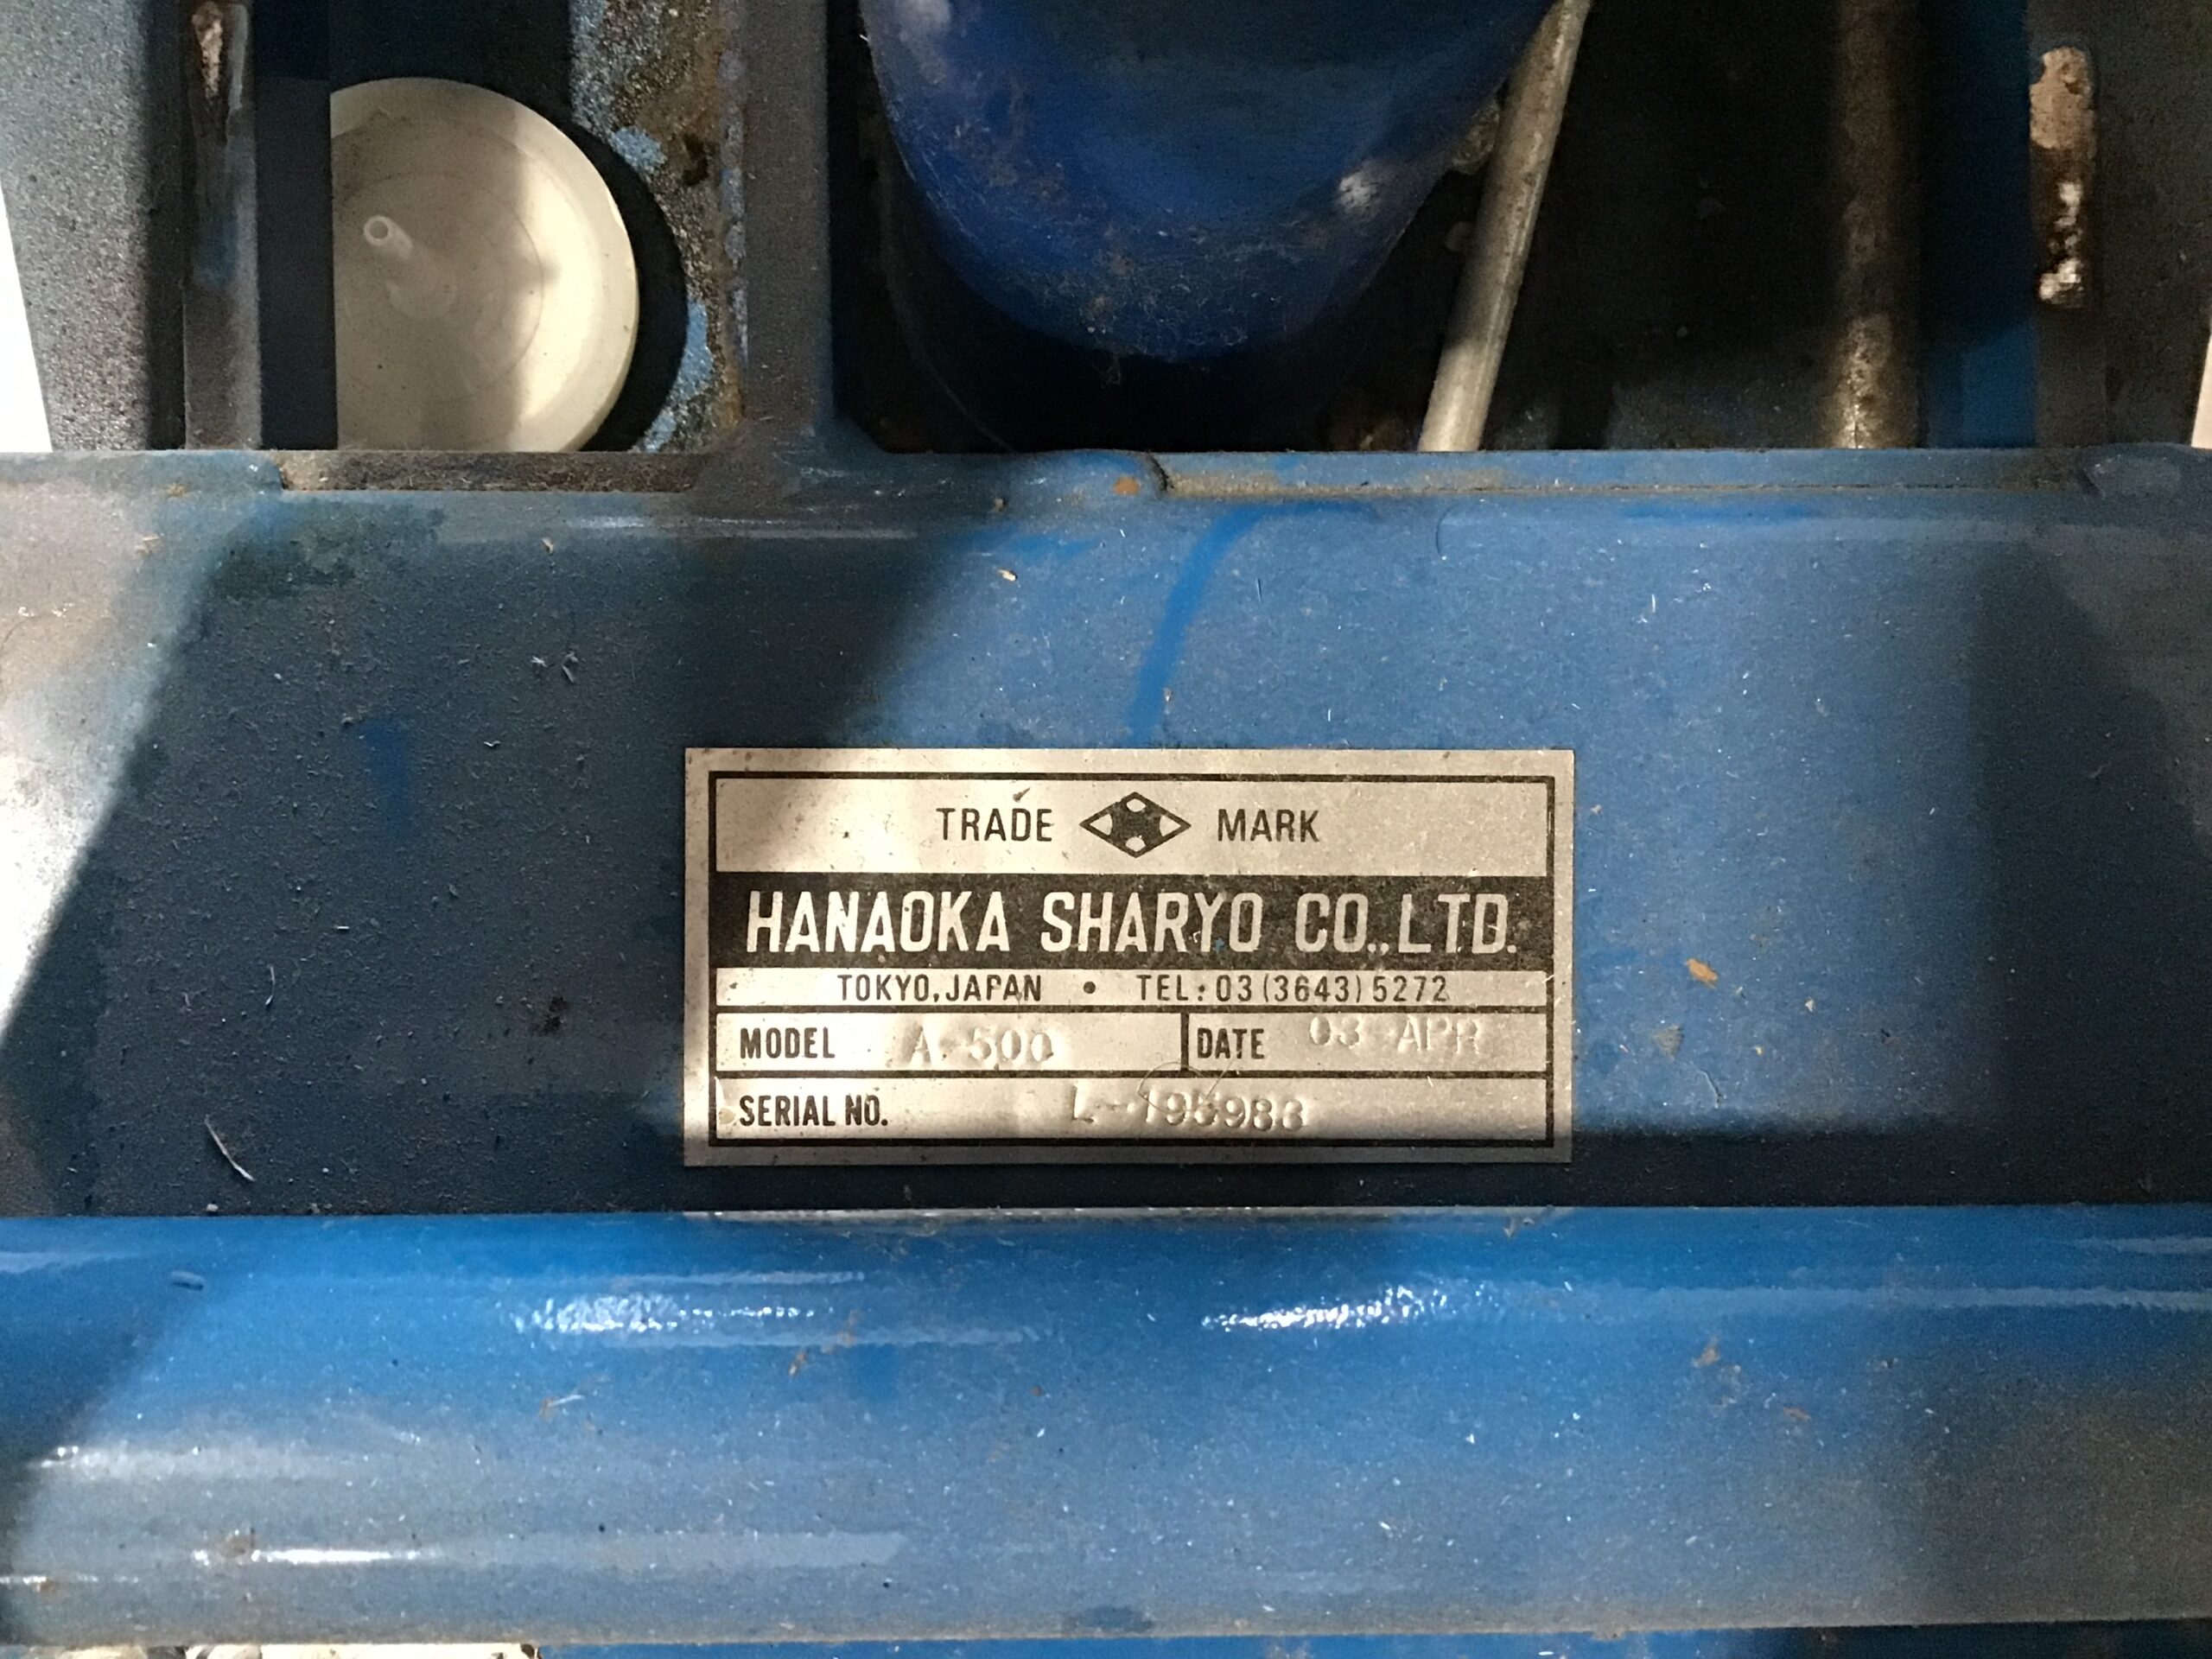 TRADE MARK
HANAOKA SHARYO CO.,LTD.
TOKYO,JAPAN • TEL:03(3643)5272
MODEL A-500 DATE 03 APR
SERIAL NO.